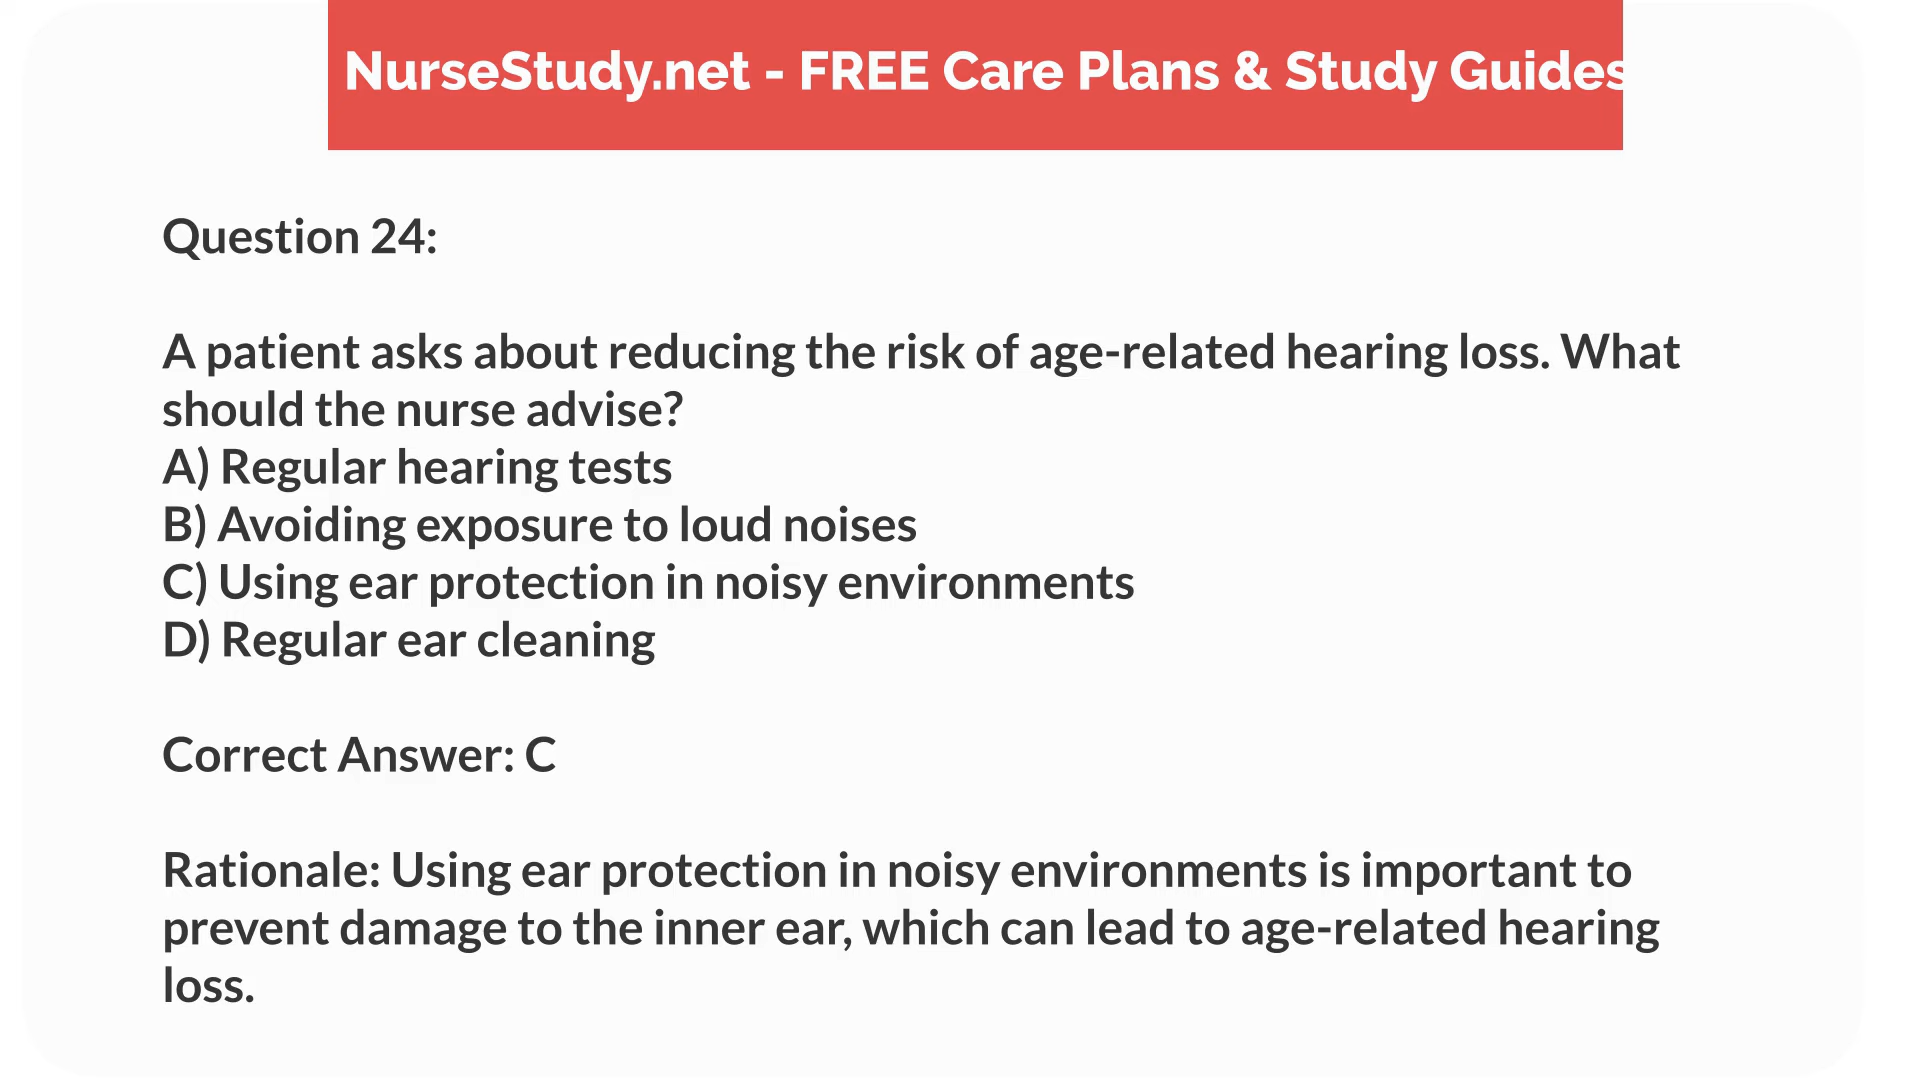 NurseStudy.net - FREE Care Plans & Study Guides
Question 24:
A patient asks about reducing the risk of age-related hearing loss. What
should the nurse advise?
A) Regular hearing tests
B) Avoiding exposure to loud noises
C) Using ear protection in noisy environments
D) Regular ear cleaning
Correct Answer: C
Rationale: Using ear protection in noisy environments is important to
prevent damage to the inner ear, which can lead to age-related hearing
loss.